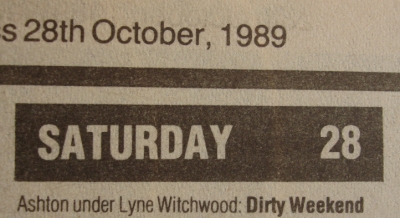 s 28th October, 1989
SATURDAY 28
Ashton under Lyne Witchwood: Dirty Weekend